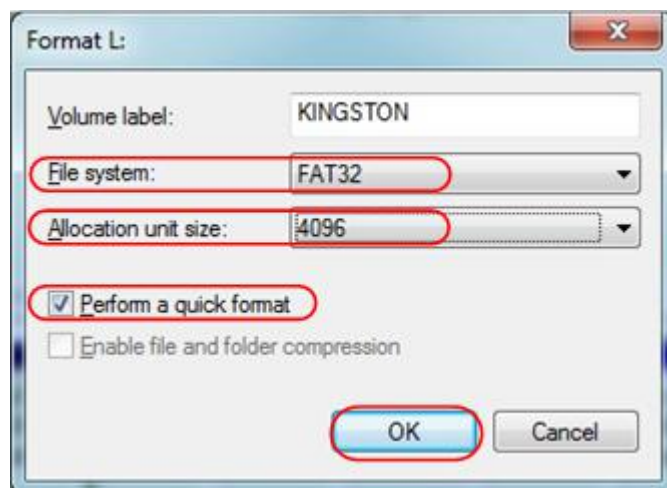 Format L:
Volume label: KINGSTON
File system: FAT32
Allocation unit size: 4096
Perform a quick format
Enable file and folder compression
OK Cancel